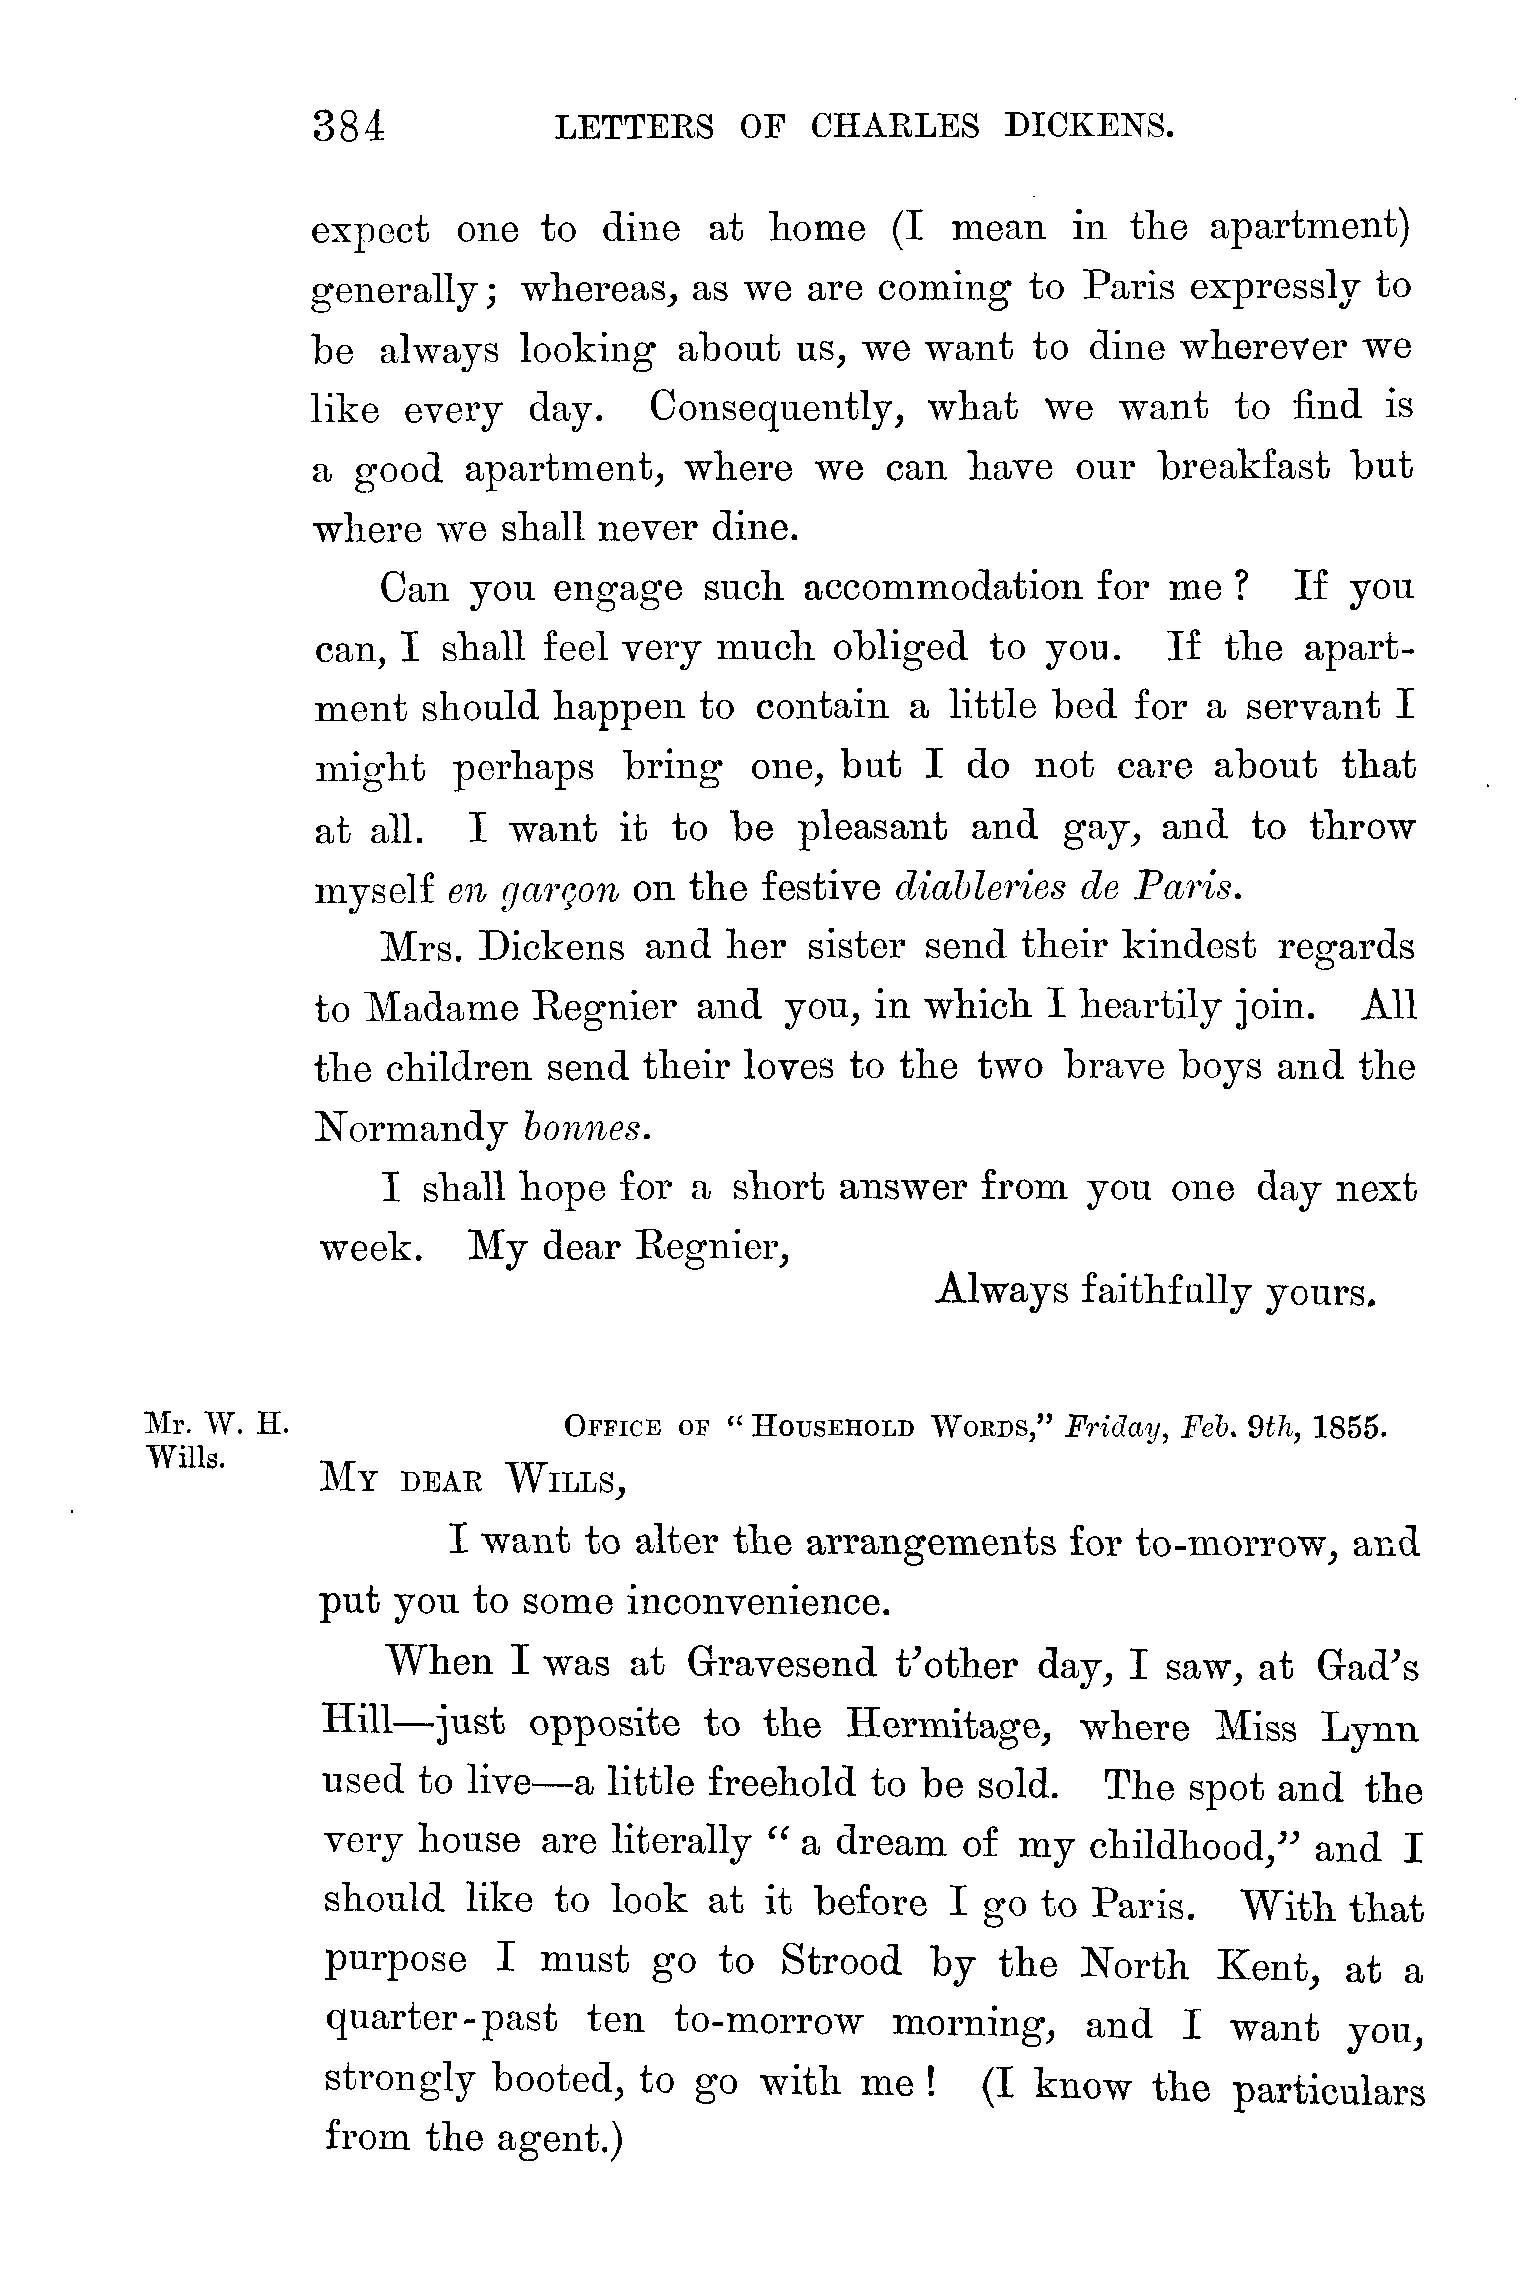 384 LETTERS OF CHARLES DICKENS.
expect one to dine at home (I mean in the apartment)
generally; whereas, as we are coming to Paris expressly to
be always looking about us, we want to dine wherever we
like every day. Consequently, what we want to find is
a good apartment, where we can have our breakfast but
where we shall never dine.
Can you engage such accommodation for me? If you
can, I shall feel very much obliged to you. If the apart-
ment should happen to contain a little bed for a servant I
might perhaps bring one, but I do not care about that
at all. I want it to be pleasant and gay, and to throw
myself en garçon on the festive diableries de Paris.
Mrs. Dickens and her sister send their kindest regards
to Madame Regnier and you, in which I heartily join. All
the children send their loves to the two brave boys and the
Normandy bonnes.
I shall hope for a short answer from you one day next
week. My dear Regnier,
Always faithfully yours.
Mr. W. H.
Wills.
Office of "Household Words," Friday, Feb. 9th, 1855.
My dear Wills,
I want to alter the arrangements for to-morrow, and
put you to some inconvenience.
When I was at Gravesend t'other day, I saw, at Gad's
Hill—just opposite to the Hermitage, where Miss Lynn
used to live—a little freehold to be sold. The spot and the
very house are literally "a dream of my childhood," and I
should like to look at it before I go to Paris. With that
purpose I must go to Strood by the North Kent, at a
quarter-past ten to-morrow morning, and I want you,
strongly booted, to go with me! (I know the particulars
from the agent.)